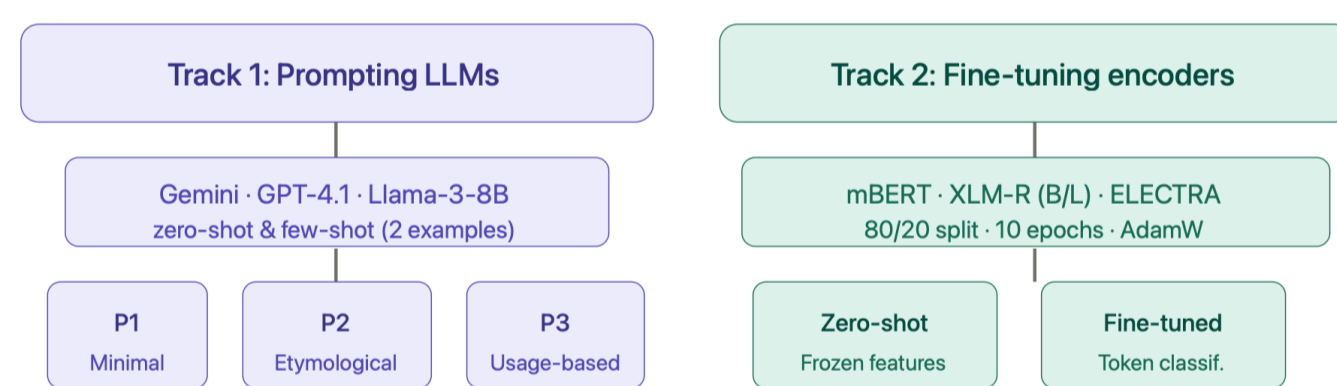 Track 1: Prompting LLMs
Gemini · GPT-4.1 · Llama-3-8B
zero-shot & few-shot (2 examples)
P1
Minimal
P2
Etymological
P3
Usage-based
Track 2: Fine-tuning encoders
mBERT · XLM-R (B/L) · ELECTRA
80/20 split · 10 epochs · AdamW
Zero-shot
Frozen features
Fine-tuned
Token classif.